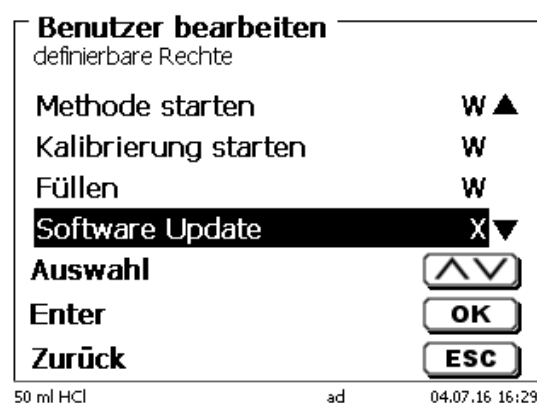 Benutzer bearbeiten
definierbare Rechte
Methode starten W
Kalibrierung starten W
Füllen W
Software Update X
Auswahl
Enter OK
Zurück ESC
50 ml HCl ad 04.07.16 16:29